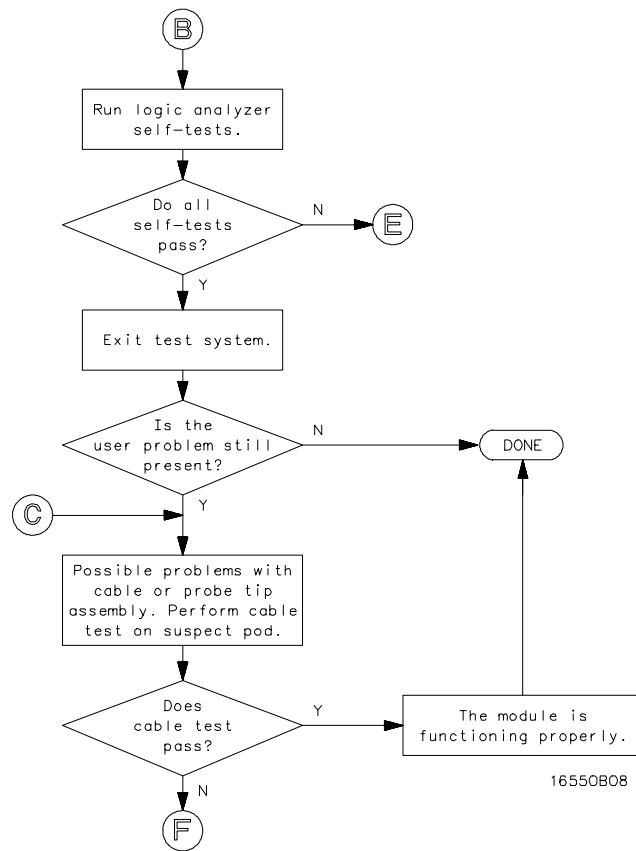 B
Run logic analyzer
self-tests.
Do all
self-tests
pass?
N
E
Y
Exit test system.
Is the
user problem still
present?
N
DONE
Y
C
Possible problems with
cable or probe tip
assembly. Perform cable
test on suspect pod.
Does
cable test
pass?
Y
The module is
functioning properly.
16550B08
N
F